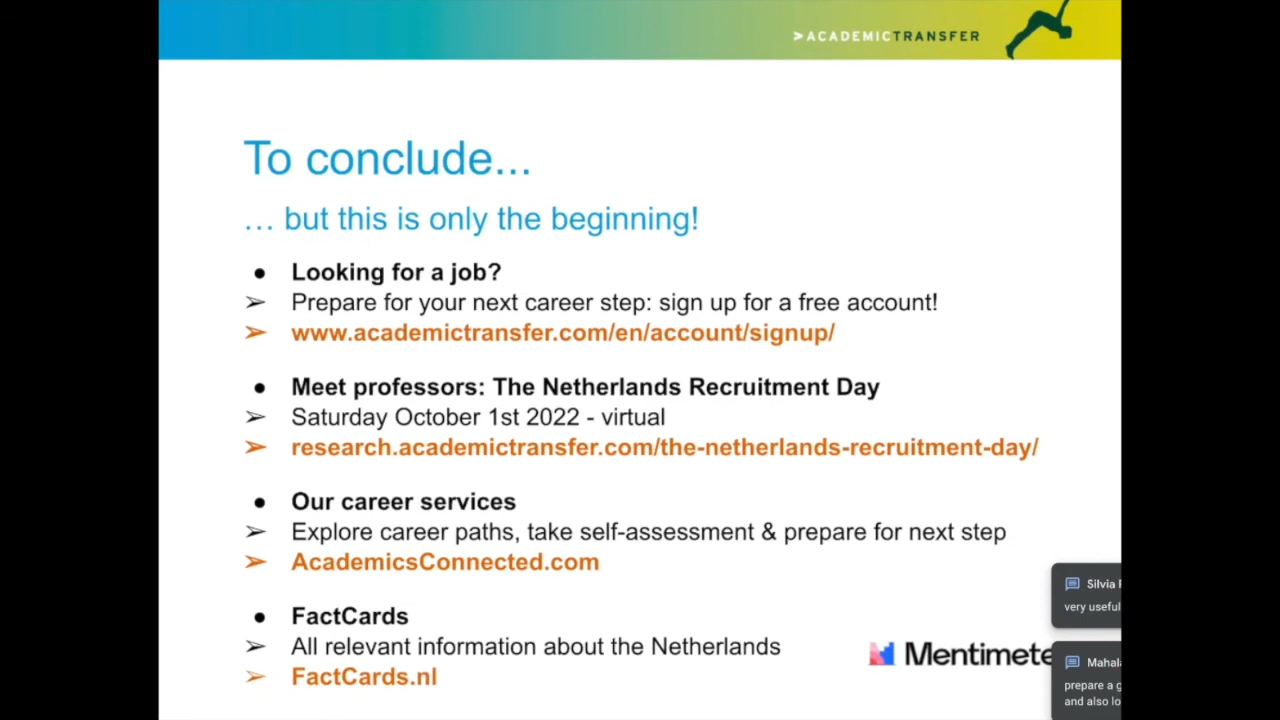 >ACADEMICTRANSFER
To conclude...
… but this is only the beginning!
● Looking for a job?
➢ Prepare for your next career step: sign up for a free account!
➢ www.academictransfer.com/en/account/signup/
● Meet professors: The Netherlands Recruitment Day
➢ Saturday October 1st 2022 - virtual
➢ research.academictransfer.com/the-netherlands-recruitment-day/
● Our career services
➢ Explore career paths, take self-assessment & prepare for next step
➢ AcademicsConnected.com
● FactCards
➢ All relevant information about the Netherlands
➢ FactCards.nl
Mentimete
Silvia
very useful
Mahala
prepare a g
and also lo